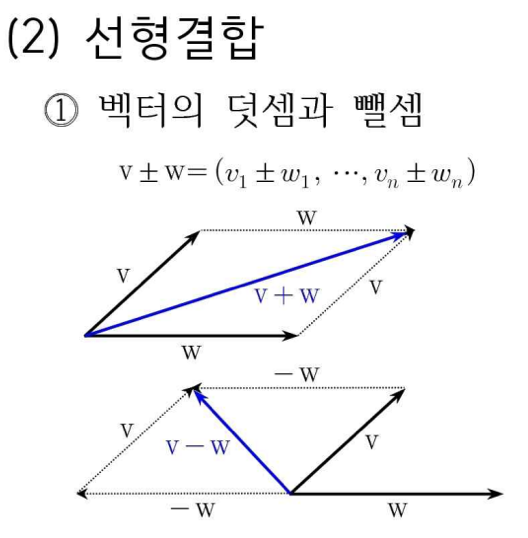 (2) 선형결합
① 벡터의 덧셈과 뺄셈
v ± w= (v₁ ± w₁, ⋯, vₙ ± wₙ)
w
v
v + w
v
w
− w
v
v − w
v
− w
w